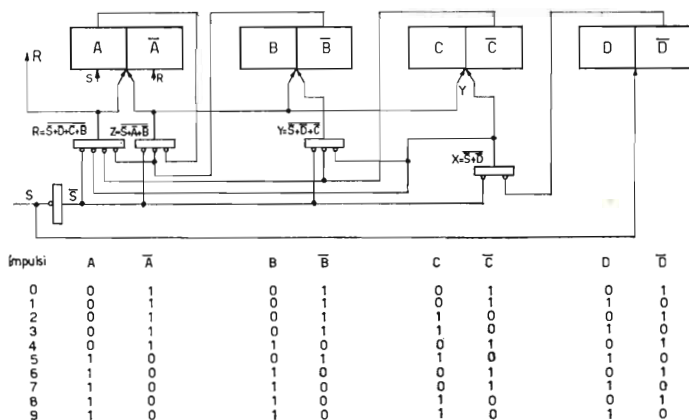 A Ā B B̄ C C̄ D D̄
R S R Y
R=S+D+C+B Z=S+Ā+B Y=S+D+C
X=S+D
S S̄
Impulsi A Ā B B̄ C C̄ D D̄
0 0 1 0 1 0 1 0 1
1 0 1 0 1 0 1 1 0
2 0 1 0 1 1 0 0 1
3 0 1 0 1 1 0 1 0
4 0 1 1 0 0 1 0 1
5 1 0 0 1 1 0 1 0
6 1 0 1 0 0 1 0 1
7 1 0 1 0 0 1 1 0
8 1 0 1 0 1 0 0 1
9 1 0 1 0 1 0 1 0